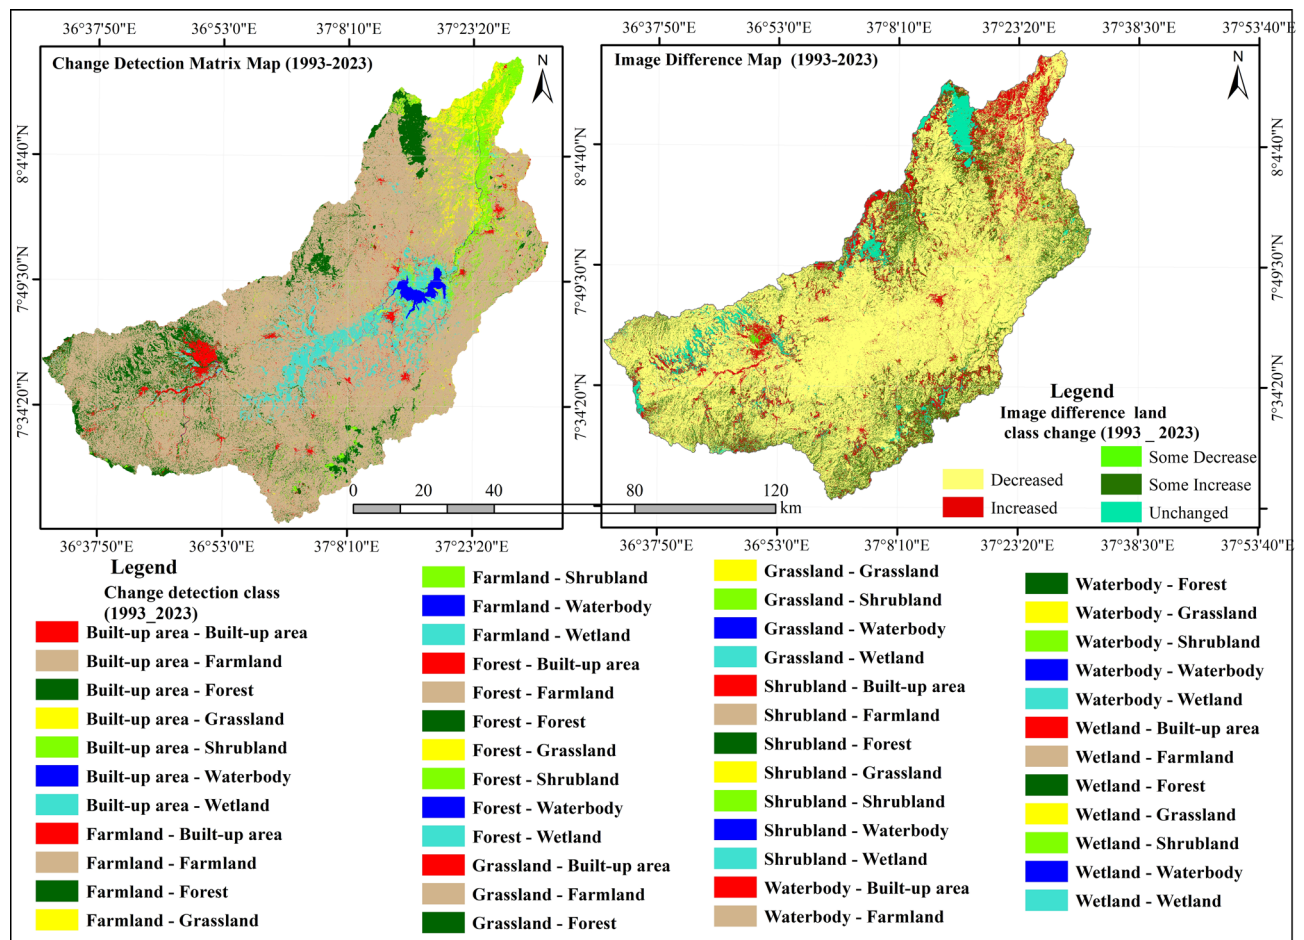 36°37'50"E 36°53'0"E 37°8'10"E 37°23'20"E
36°37'50"E 36°53'0"E 37°8'10"E 37°23'20"E 37°38'30"E 37°53'40"E
Change Detection Matrix Map (1993-2023)
N
Image Difference Map (1993-2023)
N
8°4'40"N
7°49'30"N
7°34'20"N
8°4'40"N
7°49'30"N
7°34'20"N
8°4'40"N
7°49'30"N
7°34'20"N
Legend
Image difference land
class change (1993 _ 2023)
Decreased
Increased
Some Decrease
Some Increase
Unchanged
0 20 40 80 120
km
36°37'50"E 36°53'0"E 37°8'10"E 37°23'20"E
36°37'50"E 36°53'0"E 37°8'10"E 37°23'20"E 37°38'30"E 37°53'40"E
Legend
Change detection class
(1993_2023)
Built-up area - Built-up area
Built-up area - Farmland
Built-up area - Forest
Built-up area - Grassland
Built-up area - Shrubland
Built-up area - Waterbody
Built-up area - Wetland
Farmland - Built-up area
Farmland - Farmland
Farmland - Forest
Farmland - Grassland
Farmland - Shrubland
Farmland - Waterbody
Farmland - Wetland
Forest - Built-up area
Forest - Farmland
Forest - Forest
Forest - Grassland
Forest - Shrubland
Forest - Waterbody
Forest - Wetland
Grassland - Built-up area
Grassland - Farmland
Grassland - Forest
Grassland - Grassland
Grassland - Shrubland
Grassland - Waterbody
Grassland - Wetland
Shrubland - Built-up area
Shrubland - Farmland
Shrubland - Forest
Shrubland - Grassland
Shrubland - Shrubland
Shrubland - Waterbody
Shrubland - Wetland
Waterbody - Built-up area
Waterbody - Farmland
Waterbody - Forest
Waterbody - Grassland
Waterbody - Shrubland
Waterbody - Waterbody
Waterbody - Wetland
Wetland - Built-up area
Wetland - Farmland
Wetland - Forest
Wetland - Grassland
Wetland - Shrubland
Wetland - Waterbody
Wetland - Wetland